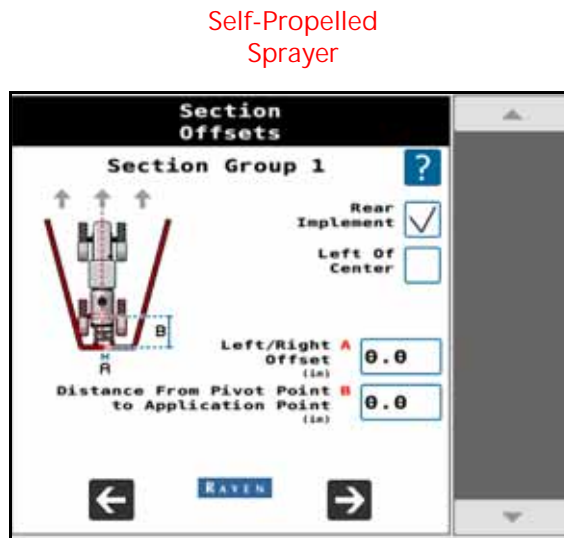 Self-Propelled
Sprayer
Section
Offsets
Section Group 1
?
Rear
Implement
Left Of
Center
B
A
Left/Right A
Offset
(in)
0.0
Distance From Pivot Point B
to Application Point
(in)
0.0
RAVEN